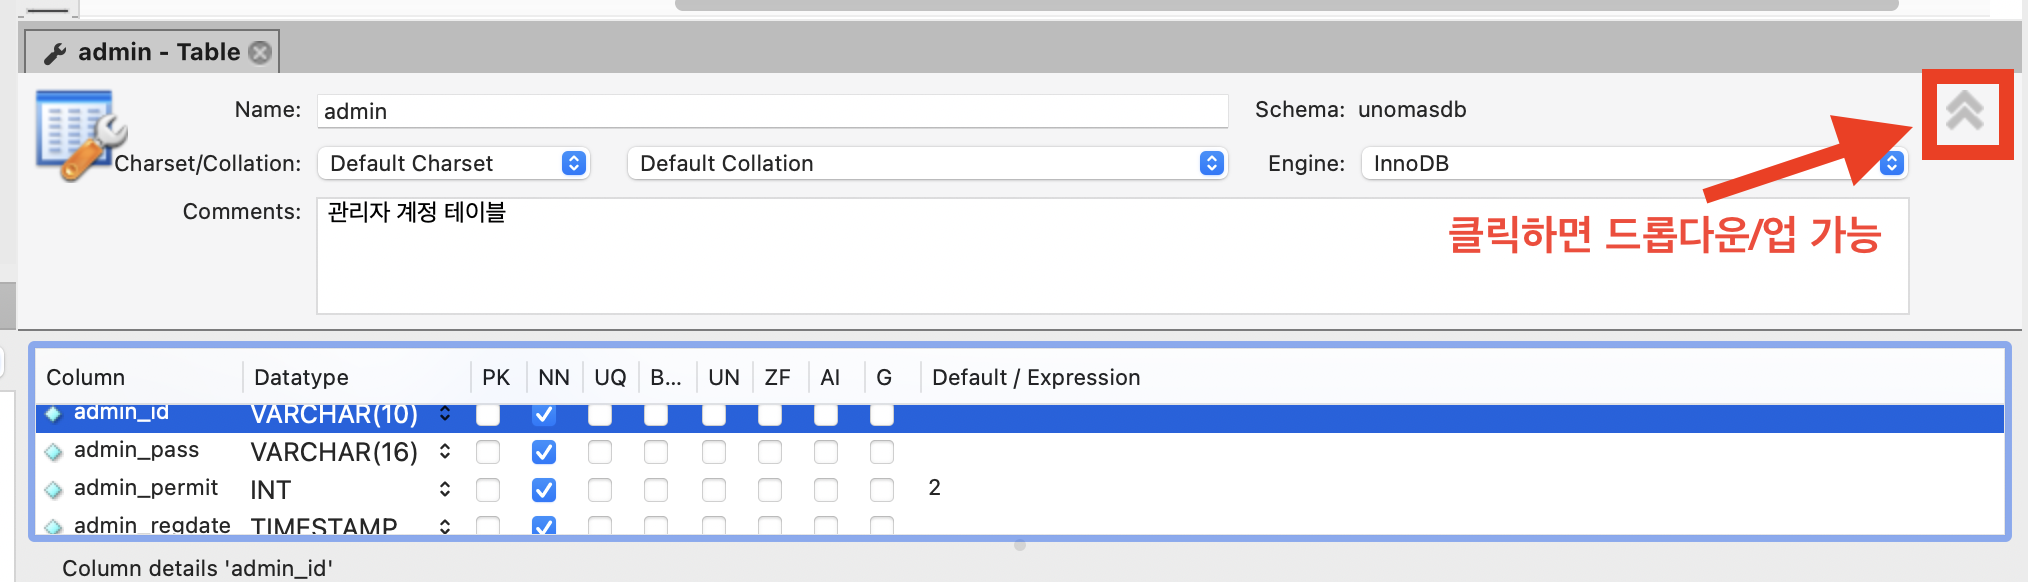 admin - Table
Name: admin Schema: unomasdb
Charset/Collation: Default Charset Default Collation Engine: InnoDB
Comments: 관리자 계정 테이블
클릭하면 드롭다운/업 가능
Column Datatype PK NN UQ B... UN ZF AI G Default / Expression
admin_id VARCHAR(10)
admin_pass VARCHAR(16)
admin_permit INT 2
admin_regdate TIMESTAMP
Column details 'admin_id'